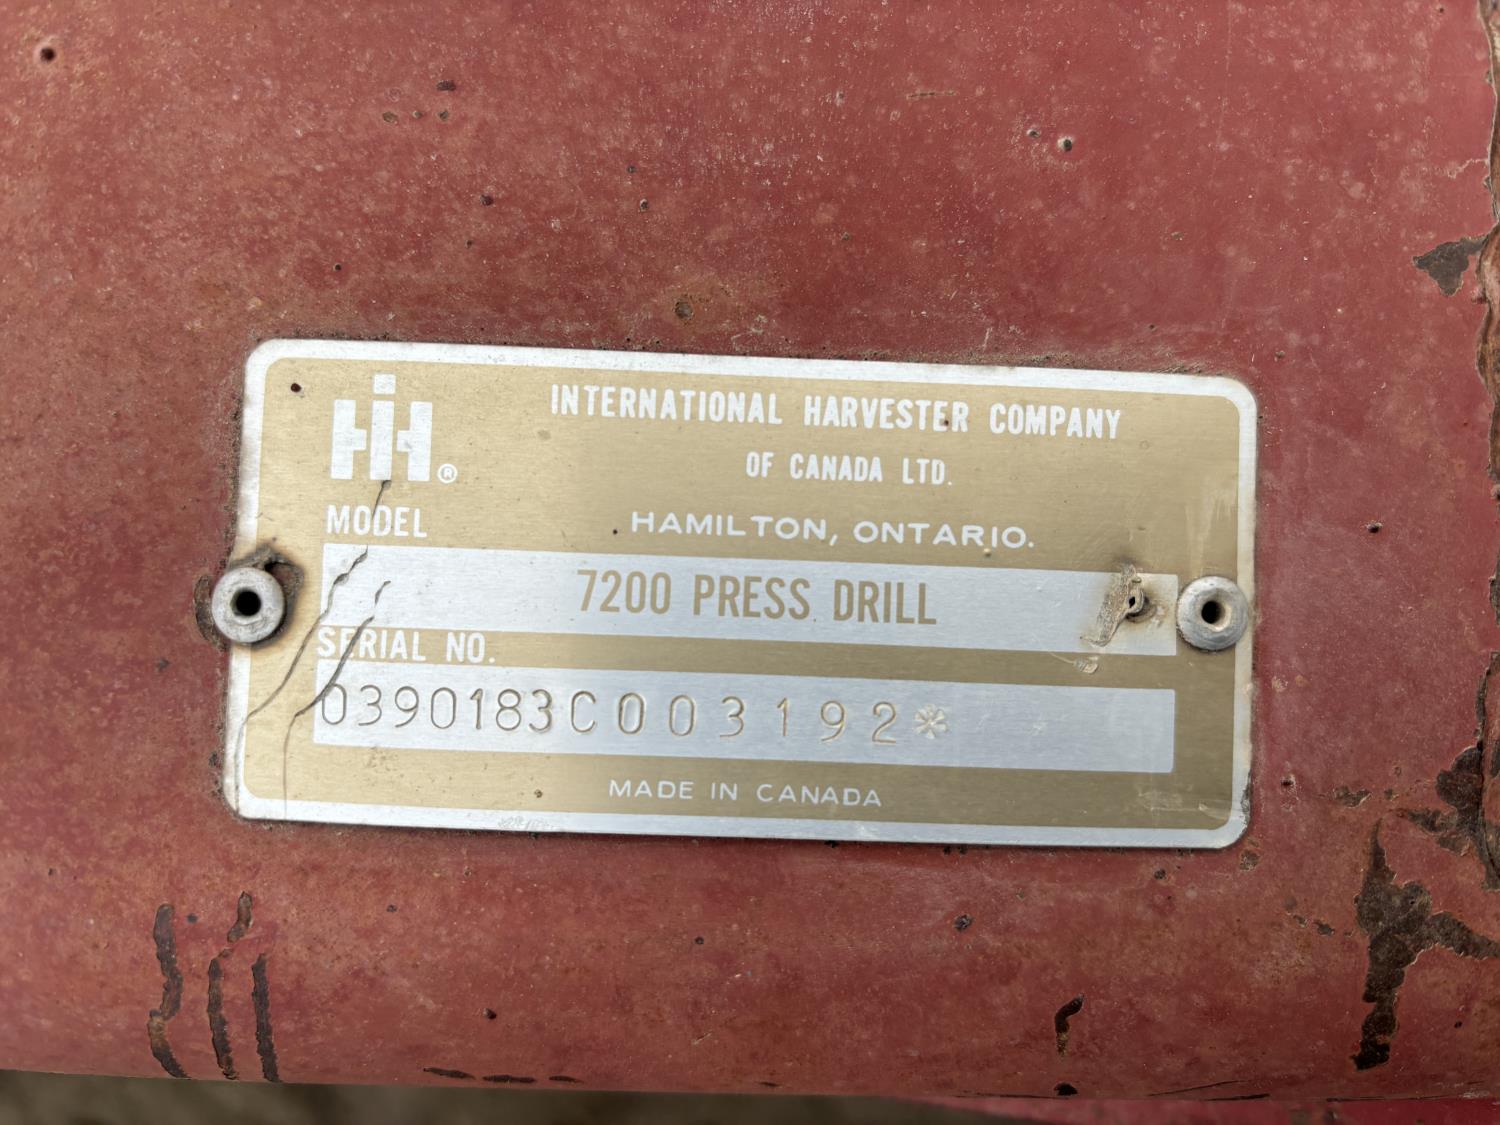 IH®
INTERNATIONAL HARVESTER COMPANY
OF CANADA LTD.
HAMILTON, ONTARIO.
MODEL
7200 PRESS DRILL
SERIAL NO.
0390183C003192*
MADE IN CANADA